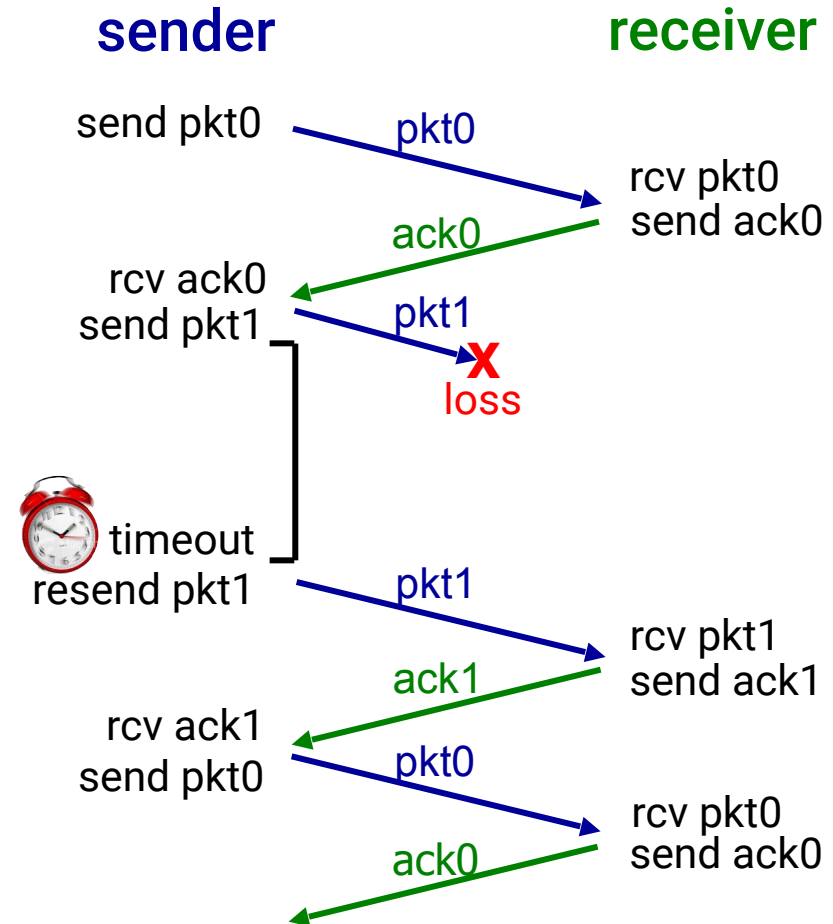 sender
receiver
send pkt0
pkt0
rcv pkt0
send ack0
ack0
rcv ack0
send pkt1
pkt1
X
loss
timeout
resend pkt1
pkt1
rcv pkt1
send ack1
ack1
rcv ack1
send pkt0
pkt0
rcv pkt0
send ack0
ack0